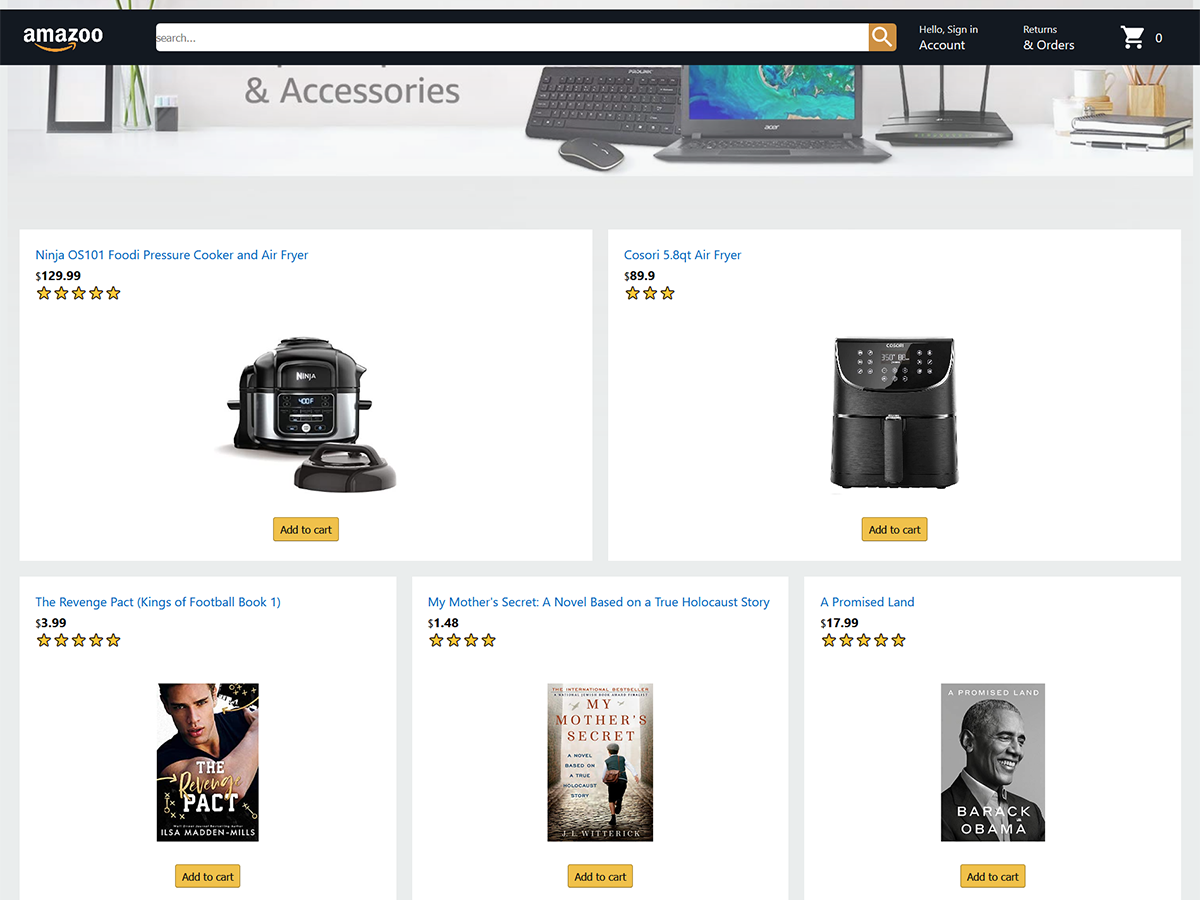 amazoo
search...
Hello, Sign in
Account
Returns
& Orders
0
& Accessories
PROLINK
acer
Ninja OS101 Foodi Pressure Cooker and Air Fryer
$129.99
NINJA
400F
Add to cart
Cosori 5.8qt Air Fryer
$89.9
COSORI
Add to cart
The Revenge Pact (Kings of Football Book 1)
$3.99
THE
Revenge
PACT
ILSA MADDEN-MILLS
Add to cart
My Mother's Secret: A Novel Based on a True Holocaust Story
$1.48
THE INTERNATIONAL BESTSELLER
MY
MOTHER'S
SECRET
A NOVEL
BASED ON
A TRUE
HOLOCAUST
STORY
J.L. WITTERICK
Add to cart
A Promised Land
$17.99
A PROMISED LAND
BARACK
OBAMA
Add to cart